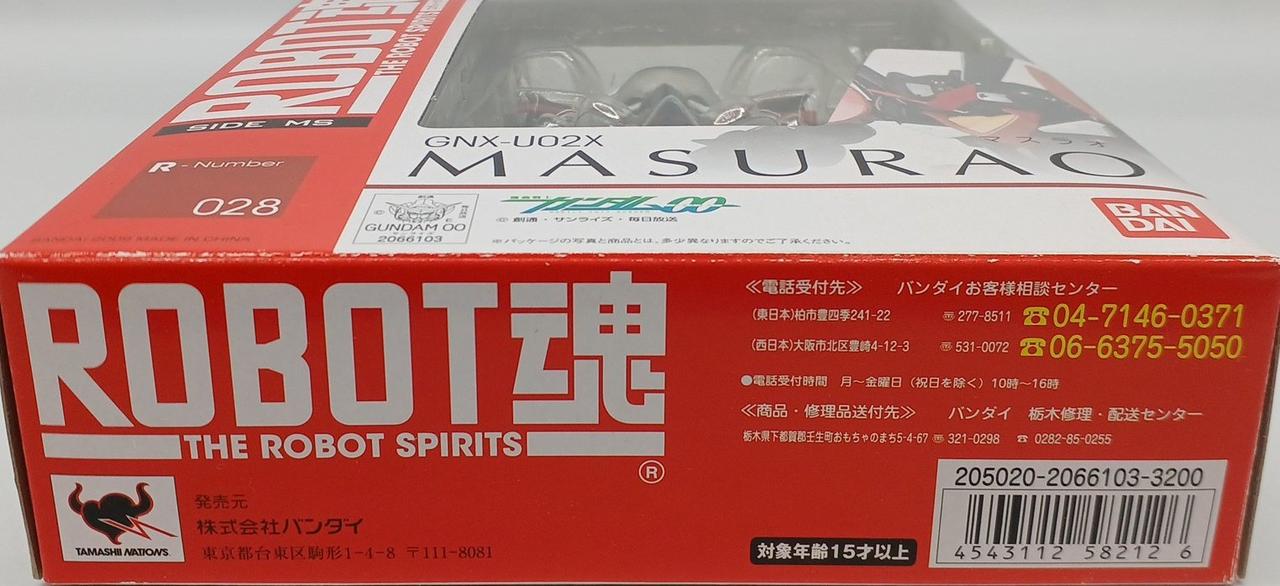 ROBOT魂
THE ROBOT SPIRITS
SIDE MS
R-Number
028
BANDAI 2009 MADE IN CHINA
GNX-U02X
MASURAO
マスラオ
GUNDAM 00
2066103
ガンダム00
© 創通・サンライズ・毎日放送
※パッケージの写真と商品とは、多少異なりますのでご了承ください。
BAN
DAI
ROBOT魂
THE ROBOT SPIRITS
®
TAMASHII NATIONS
発売元
株式会社バンダイ
東京都台東区駒形1-4-8 〒111-8081
≪電話受付先≫ バンダイお客様相談センター
(東日本)柏市豊四季241-22 〒277-8511 ☎04-7146-0371
(西日本)大阪市北区豊崎4-12-3 〒531-0072 ☎06-6375-5050
●電話受付時間 月〜金曜日(祝日を除く)10時〜16時
≪商品・修理品送付先≫ バンダイ 栃木修理・配送センター
栃木県下都賀郡壬生町おもちゃのまち5-4-67 〒321-0298 ☎ 0282-85-0255
対象年齢15才以上
205020-2066103-3200
4543112 58212 6